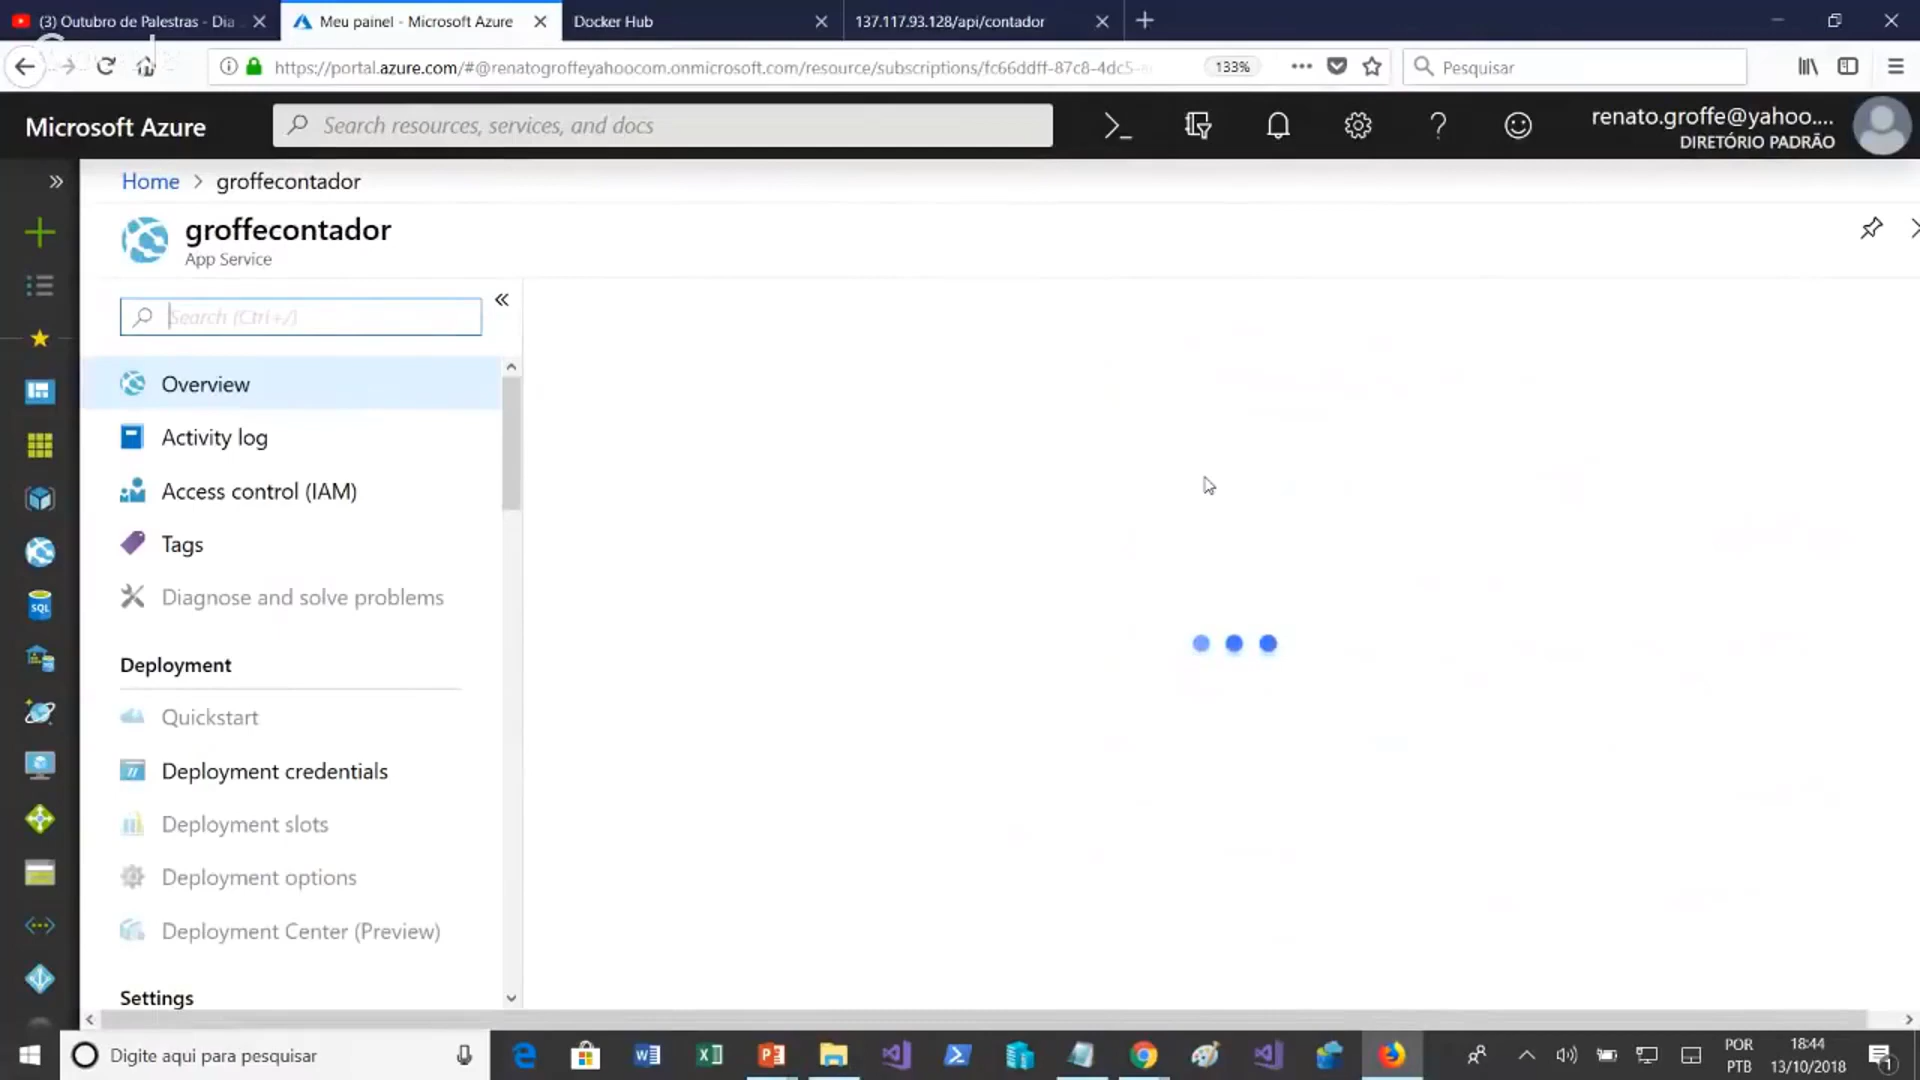 (3) Outubro de Palestras - Dia
Meu painel - Microsoft Azure
Docker Hub
137.117.93.128/api/contador
https://portal.azure.com/#@renatogroffeyahoocom.onmicrosoft.com/resource/subscriptions/fc66ddff-87c8-4dc5-
133%
Pesquisar
Microsoft Azure
Search resources, services, and docs
renato.groffe@yahoo....
DIRETÓRIO PADRÃO
Home > groffecontador
groffecontador
App Service
Search (Ctrl+/)
Overview
Activity log
Access control (IAM)
Tags
Diagnose and solve problems
Deployment
Quickstart
Deployment credentials
Deployment slots
Deployment options
Deployment Center (Preview)
Settings
SQL
Digite aqui para pesquisar
POR
PTB
18:44
13/10/2018
1